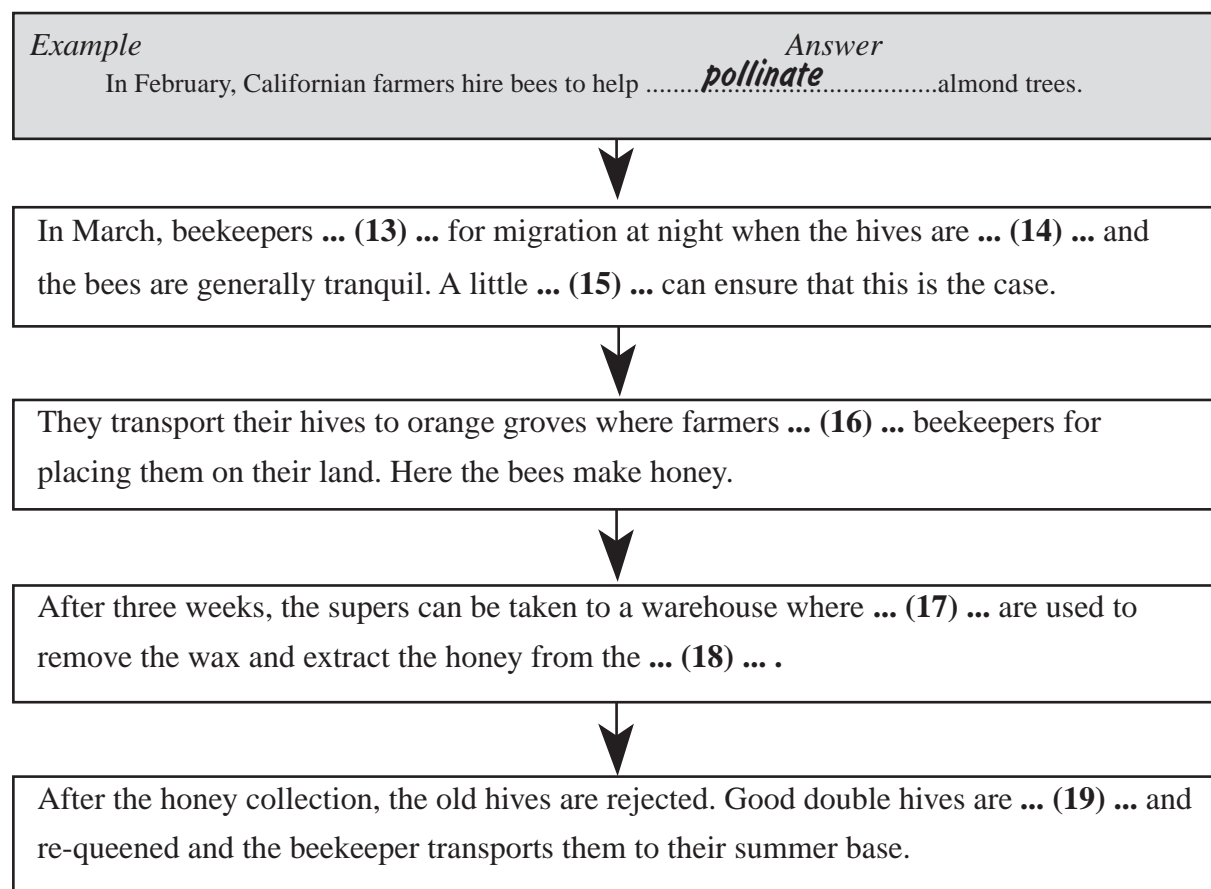 Example Answer
In February, Californian farmers hire bees to help ........pollinate....................almond trees.
In March, beekeepers ... (13) ... for migration at night when the hives are ... (14) ... and
the bees are generally tranquil. A little ... (15) ... can ensure that this is the case.
They transport their hives to orange groves where farmers ... (16) ... beekeepers for
placing them on their land. Here the bees make honey.
After three weeks, the supers can be taken to a warehouse where ... (17) ... are used to
remove the wax and extract the honey from the ... (18) ... .
After the honey collection, the old hives are rejected. Good double hives are ... (19) ... and
re-queened and the beekeeper transports them to their summer base.